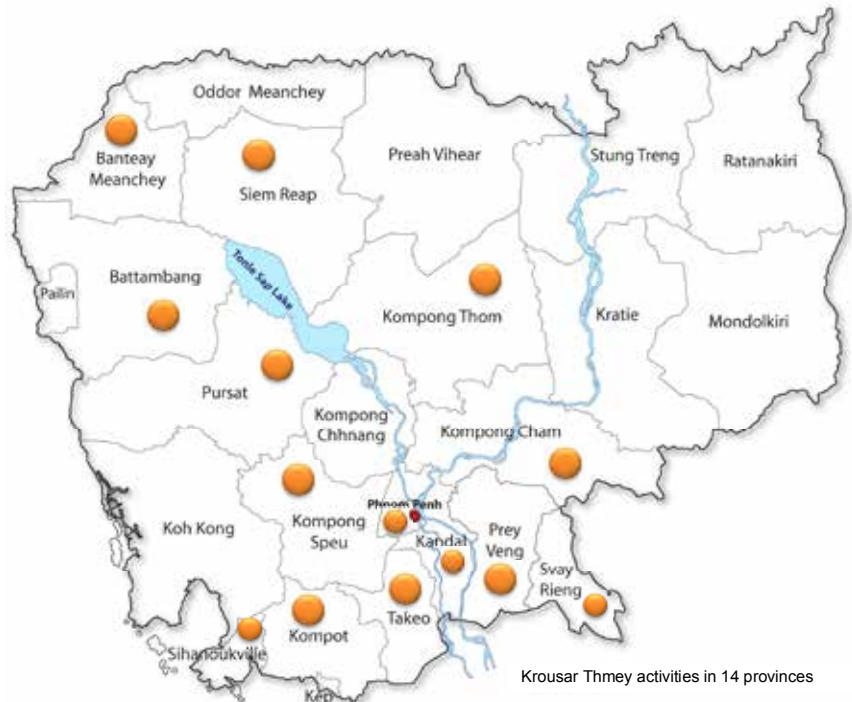 Oddor Meanchey
Banteay
Meanchey
Siem Reap
Preah Vihear
Stung Treng
Ratanakiri
Battambang
Tonle Sap Lake
Pailin
Kompong Thom
Kratie
Mondolkiri
Pursat
Kompong
Chhnang
Kompong Cham
Phnom Penh
Koh Kong
Kompong
Speu
Kandal
Prey
Veng
Svay
Rieng
Takeo
Kompot
Sihanoukville
Kep
Krousar Thmey activities in 14 provinces